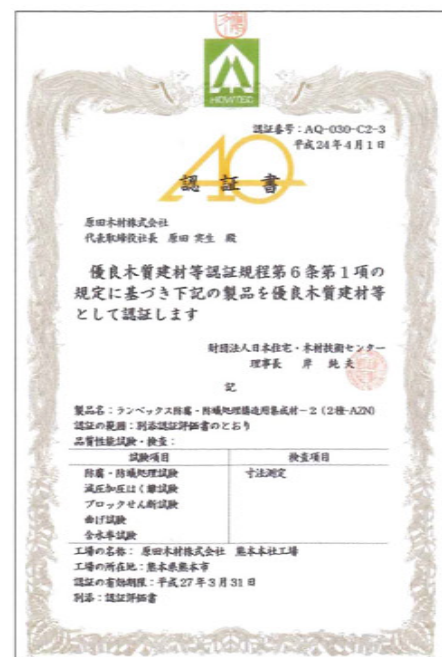 HOWTEC
認証番号:AQ-030-C2-3
平成24年4月1日
AQ
認証書
原田木材株式会社
代表取締役社長 原田 実生 殿
優良木質建材等認証規程第6条第1項の
規定に基づき下記の製品を優良木質建材等
として認証します
財団法人日本住宅・木材技術センター
理事長 岸 純夫
記
製品名:ランベックス防腐・防蟻処理構造用集成材-2(2種-AZN)
認証の範囲:別添認証評価書のとおり
品質性能試験・検査:
試験項目 検査項目
防腐・防蟻処理試験 寸法測定
減圧加圧はく離試験
ブロックせん断試験
曲げ試験
含水率試験
工場の名称: 原田木材株式会社 熊本本社工場
工場の所在地:熊本県熊本市
認証の有効期限:平成27年3月31日
別添:認証評価書